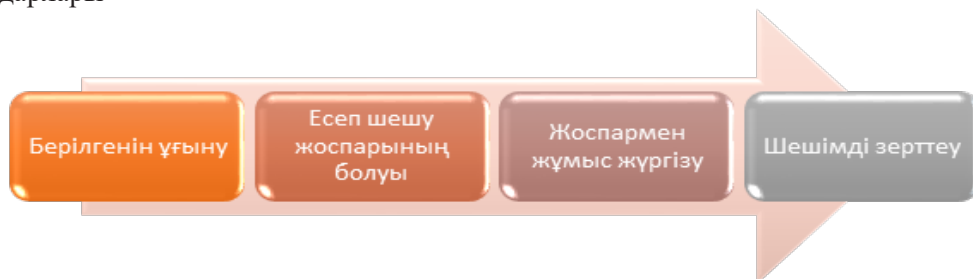 Берілгенін ұғыну
Есеп шешу
жоспарының
болуы
Жоспармен
жұмыс жүргізу
Шешімді зерттеу